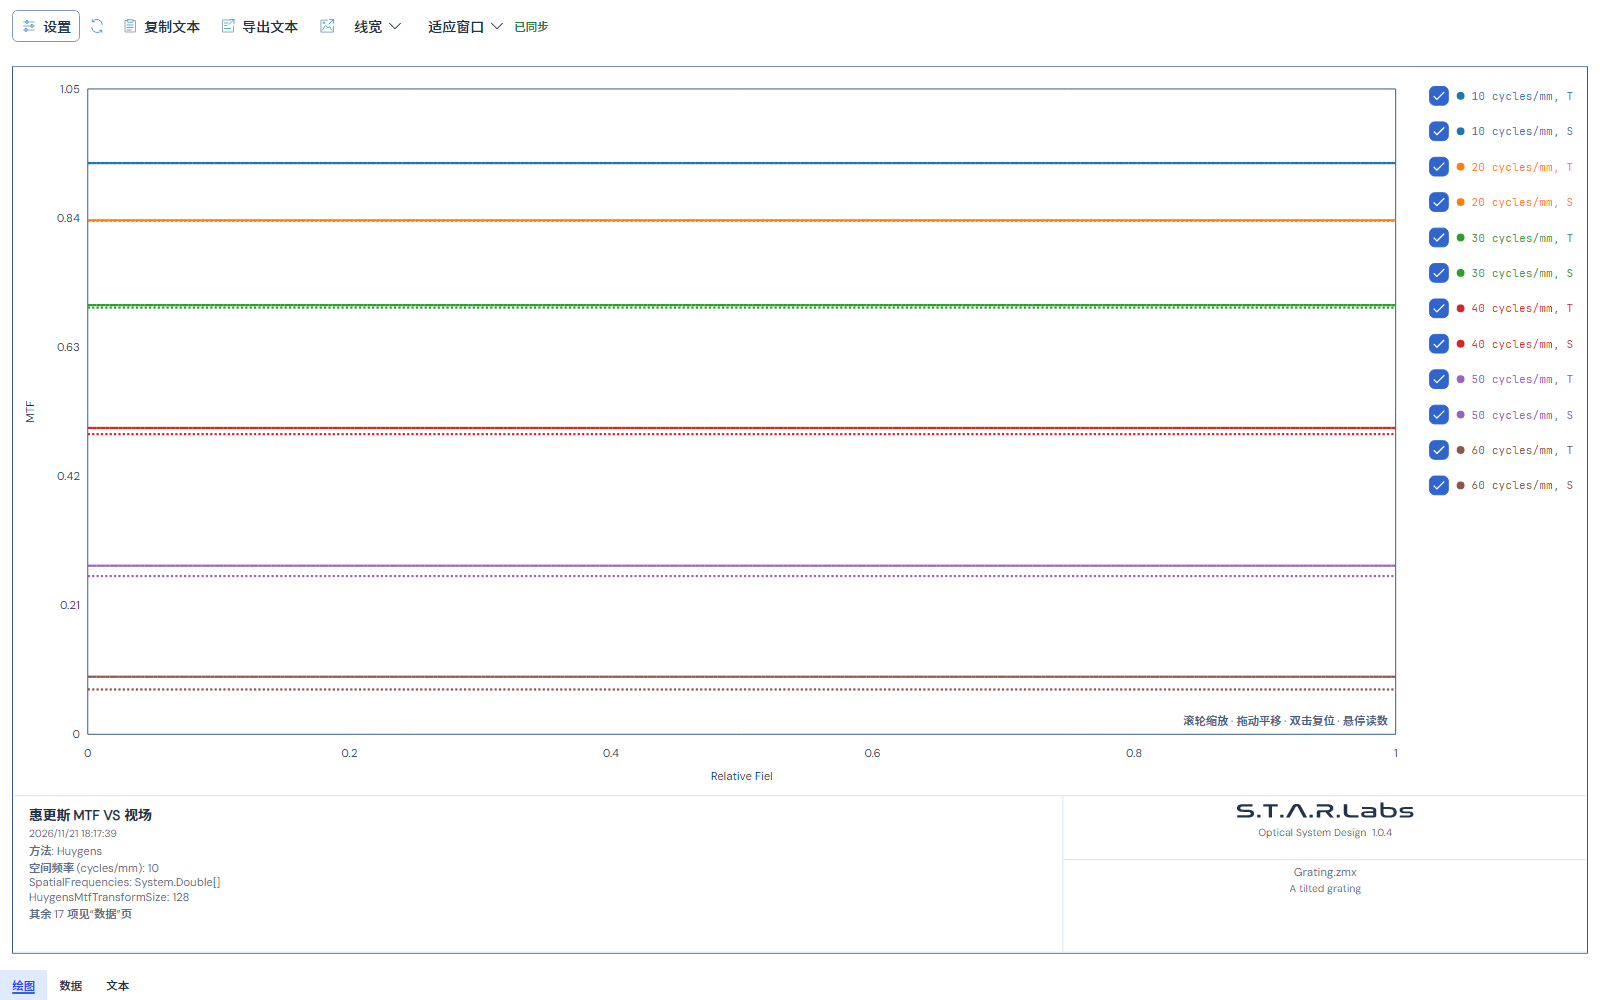 设置 复制文本 导出文本 线宽 适应窗口 已同步
1.05
0.84
0.63
0.42
0.21
0
MTF
0 0.2 0.4 0.6 0.8 1
Relative Fiel
滚轮缩放 · 拖动平移 · 双击复位 · 悬停读数
10 cycles/mm, T
10 cycles/mm, S
20 cycles/mm, T
20 cycles/mm, S
30 cycles/mm, T
30 cycles/mm, S
40 cycles/mm, T
40 cycles/mm, S
50 cycles/mm, T
50 cycles/mm, S
60 cycles/mm, T
60 cycles/mm, S
惠更斯 MTF VS 视场
2026/11/21 18:17:39
方法: Huygens
空间频率 (cycles/mm): 10
SpatialFrequencies: System.Double[]
HuygensMtfTransformSize: 128
其余 17 项见“数据”页
S.T.A.R.Labs
Optical System Design 1.0.4
Grating.zmx
A tilted grating
绘图 数据 文本